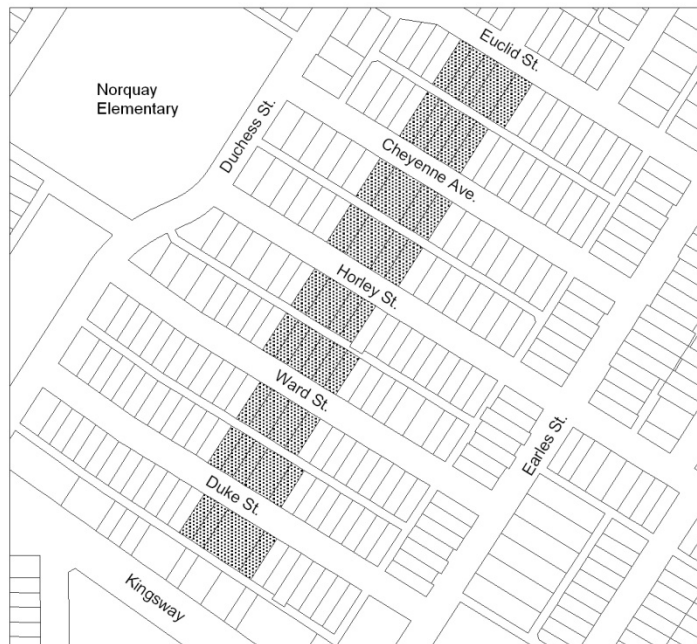 Euclid St.
Norquay
Elementary
Duchess St.
Cheyenne Ave.
Horley St.
Ward St.
Earles St.
Duke St.
Kingsway